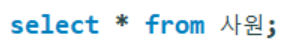 select * from 사원;